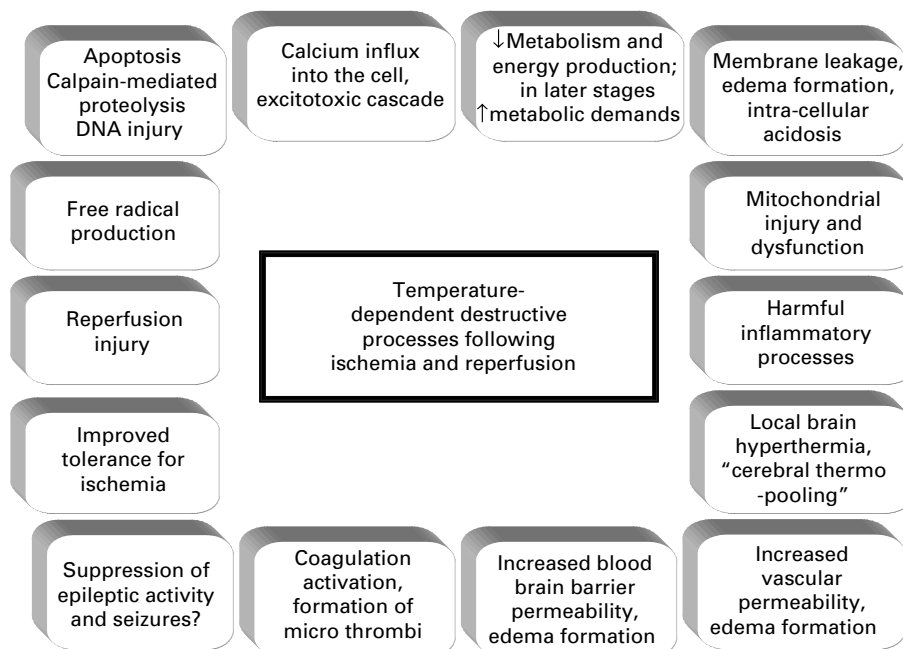 Apoptosis
Calpain-mediated
proteolysis
DNA injury
Calcium influx
into the cell,
excitotoxic cascade
↓Metabolism and
energy production;
in later stages
↑metabolic demands
Membrane leakage,
edema formation,
intra-cellular
acidosis
Free radical
production
Mitochondrial
injury and
dysfunction
Temperature-
dependent destructive
processes following
ischemia and reperfusion
Reperfusion
injury
Harmful
inflammatory
processes
Improved
tolerance for
ischemia
Local brain
hyperthermia,
“cerebral thermo
-pooling”
Suppression of
epileptic activity
and seizures?
Coagulation
activation,
formation of
micro thrombi
Increased blood
brain barrier
permeability,
edema formation
Increased
vascular
permeability,
edema formation